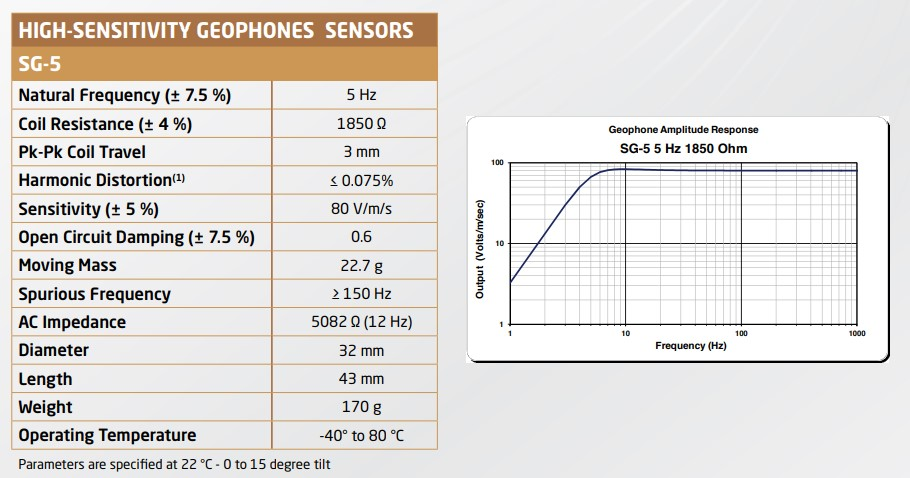 HIGH-SENSITIVITY GEOPHONES SENSORS
SG-5
Natural Frequency (± 7.5 %) 5 Hz
Coil Resistance (± 4 %) 1850 Ω
Pk-Pk Coil Travel 3 mm
Harmonic Distortion(1) ≤ 0.075%
Sensitivity (± 5 %) 80 V/m/s
Open Circuit Damping (± 7.5 %) 0.6
Moving Mass 22.7 g
Spurious Frequency ≥ 150 Hz
AC Impedance 5082 Ω (12 Hz)
Diameter 32 mm
Length 43 mm
Weight 170 g
Operating Temperature -40° to 80 °C
Parameters are specified at 22 °C - 0 to 15 degree tilt
Geophone Amplitude Response
SG-5 5 Hz 1850 Ohm
Output (Volts/m/sec)
100
10
1
1 10 100 1000
Frequency (Hz)